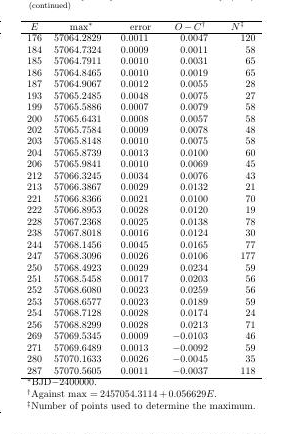 (continued)
E max* error O − C† N‡
176 57064.2829 0.0011 0.0047 120
184 57064.7324 0.0009 0.0011 58
185 57064.7911 0.0010 0.0031 65
186 57064.8465 0.0010 0.0019 65
187 57064.9067 0.0012 0.0055 28
193 57065.2485 0.0048 0.0075 27
199 57065.5886 0.0007 0.0079 58
200 57065.6431 0.0008 0.0057 58
202 57065.7584 0.0009 0.0078 48
203 57065.8148 0.0010 0.0075 58
204 57065.8739 0.0013 0.0100 60
206 57065.9841 0.0010 0.0069 45
212 57066.3245 0.0034 0.0076 43
213 57066.3867 0.0029 0.0132 21
221 57066.8366 0.0021 0.0100 70
222 57066.8953 0.0028 0.0120 19
228 57067.2368 0.0025 0.0138 78
238 57067.8018 0.0016 0.0124 30
244 57068.1456 0.0045 0.0165 77
247 57068.3096 0.0026 0.0106 177
250 57068.4923 0.0029 0.0234 59
251 57068.5458 0.0017 0.0203 56
252 57068.6080 0.0023 0.0259 56
253 57068.6577 0.0023 0.0189 59
254 57068.7128 0.0028 0.0174 24
256 57068.8299 0.0028 0.0213 71
269 57069.5345 0.0009 −0.0103 46
271 57069.6489 0.0013 −0.0092 59
280 57070.1633 0.0026 −0.0045 35
287 57070.5605 0.0011 −0.0037 118
*BJD−2400000.
†Against max = 2457054.3114 + 0.056629E.
‡Number of points used to determine the maximum.